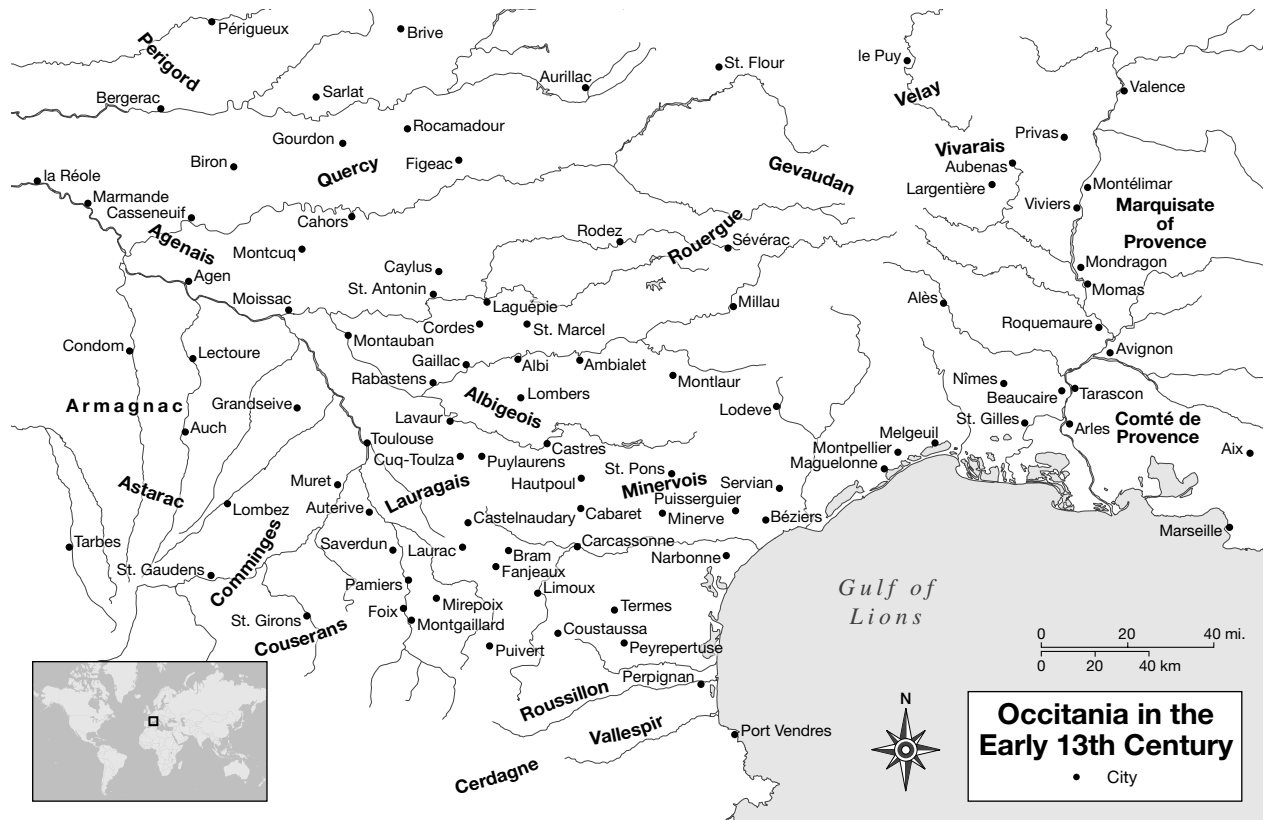 Périgueux
Brive
St. Flour
le Puy
Perigord
Aurillac
Velay
Valence
Bergerac
Sarlat
Rocamadour
Gourdon
Privas
Vivarais
Biron
Quercy
Figeac
Gevaudan
Aubenas
la Réole
Largentière
Montélimar
Marmande
Casseneuif
Cahors
Viviers
Marquisate
of
Provence
Agenais
Montcuq
Rodez
Rouergue
Sévérac
Caylus
Mondragon
Agen
St. Antonin
Momas
Moissac
Laguépie
Millau
Alès
Cordes
St. Marcel
Roquemaure
Montauban
Condom
Lectoure
Gaillac
Albi
Ambialet
Avignon
Rabastens
Montlaur
Nîmes
Beaucaire
Tarascon
Armagnac
Grandseive
Albigeois
Lombers
Lodeve
Lavaur
St. Gilles
Comté de
Provence
Auch
Toulouse
Castres
Montpellier
Melgeuil
Arles
Cuq-Toulza
Puylaurens
Maguelonne
Aix
Astarac
Muret
Lauragais
Hautpoul
St. Pons
Minervois
Servian
Lombez
Auterive
Puisserguier
Castelnaudary
Cabaret
Minerve
Béziers
Marseille
Tarbes
Comminges
Saverdun
Laurac
Bram
Carcassonne
Narbonne
St. Gaudens
Fanjeaux
Pamiers
Limoux
Gulf of
Lions
Foix
Mirepoix
Termes
St. Girons
Montgaillard
Couserans
Coustaussa
Puivert
Peyrepertuse
0 20 40 mi.
0 20 40 km
Perpignan
Roussillon
N
Vallespir
Port Vendres
Cerdagne
Occitania in the
Early 13th Century
City